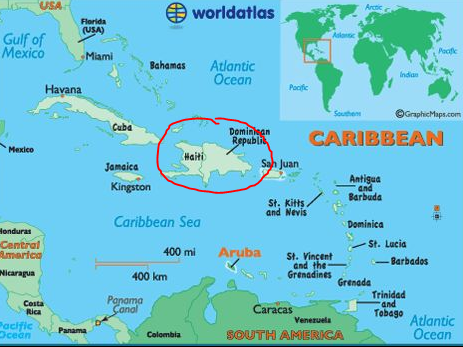 USA
worldatlas
Florida
(USA)
Gulf of
Mexico
Miami
Atlantic
Ocean
Bahamas
Arctic
Atlantic
Pacific
Indian
Pacific
Southern
©GraphicMaps.com
Havana
Cuba
Mexico
Haiti
Dominican
Republic
CARIBBEAN
Jamaica
Kingston
San Juan
Antigua
and
Barbuda
St. Kitts
and Nevis
Caribbean Sea
Dominica
St. Lucia
400 mi
400 km
Aruba
St. Vincent
and the
Grenadines
Barbados
Grenada
Honduras
Central
America
Nicaragua
Costa
Rica
Panama
Canal
Panama
Pacific
Ocean
Colombia
Caracas
Venezuela
SOUTH AMERICA
Trinidad
and
Tobago
Atlantic
Ocean